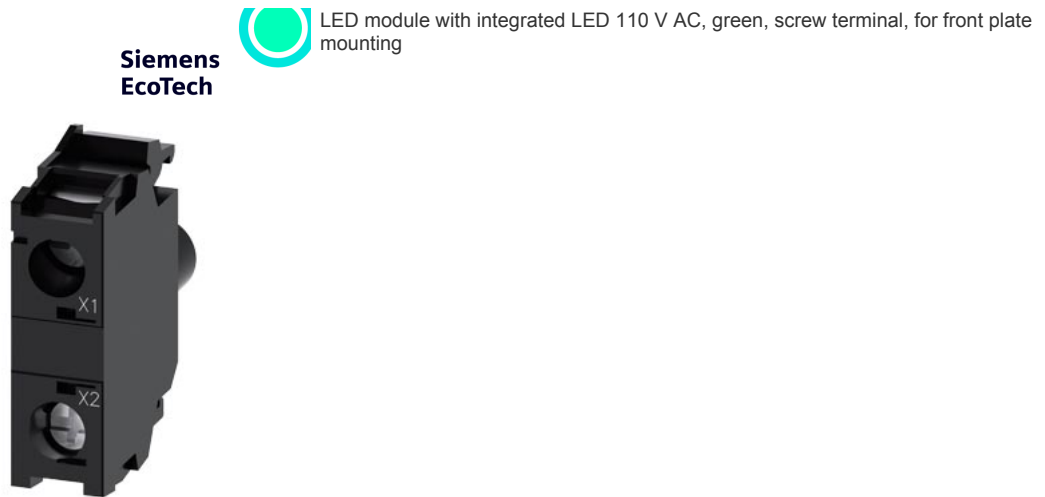 LED module with integrated LED 110 V AC, green, screw terminal, for front plate
mounting
Siemens
EcoTech
X1
X2